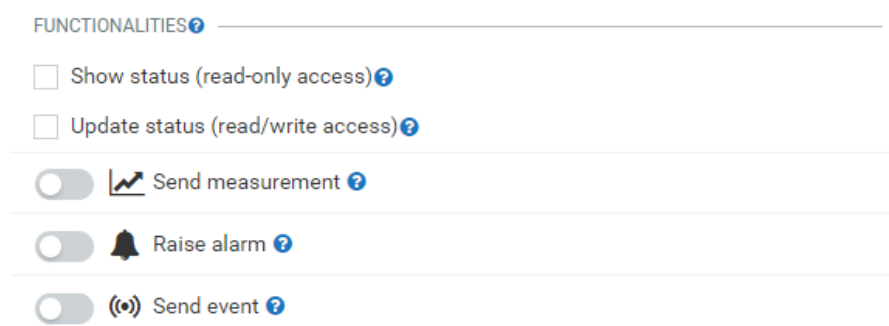 FUNCTIONALITIES?
Show status (read-only access)?
Update status (read/write access)?
Send measurement ?
Raise alarm ?
Send event ?